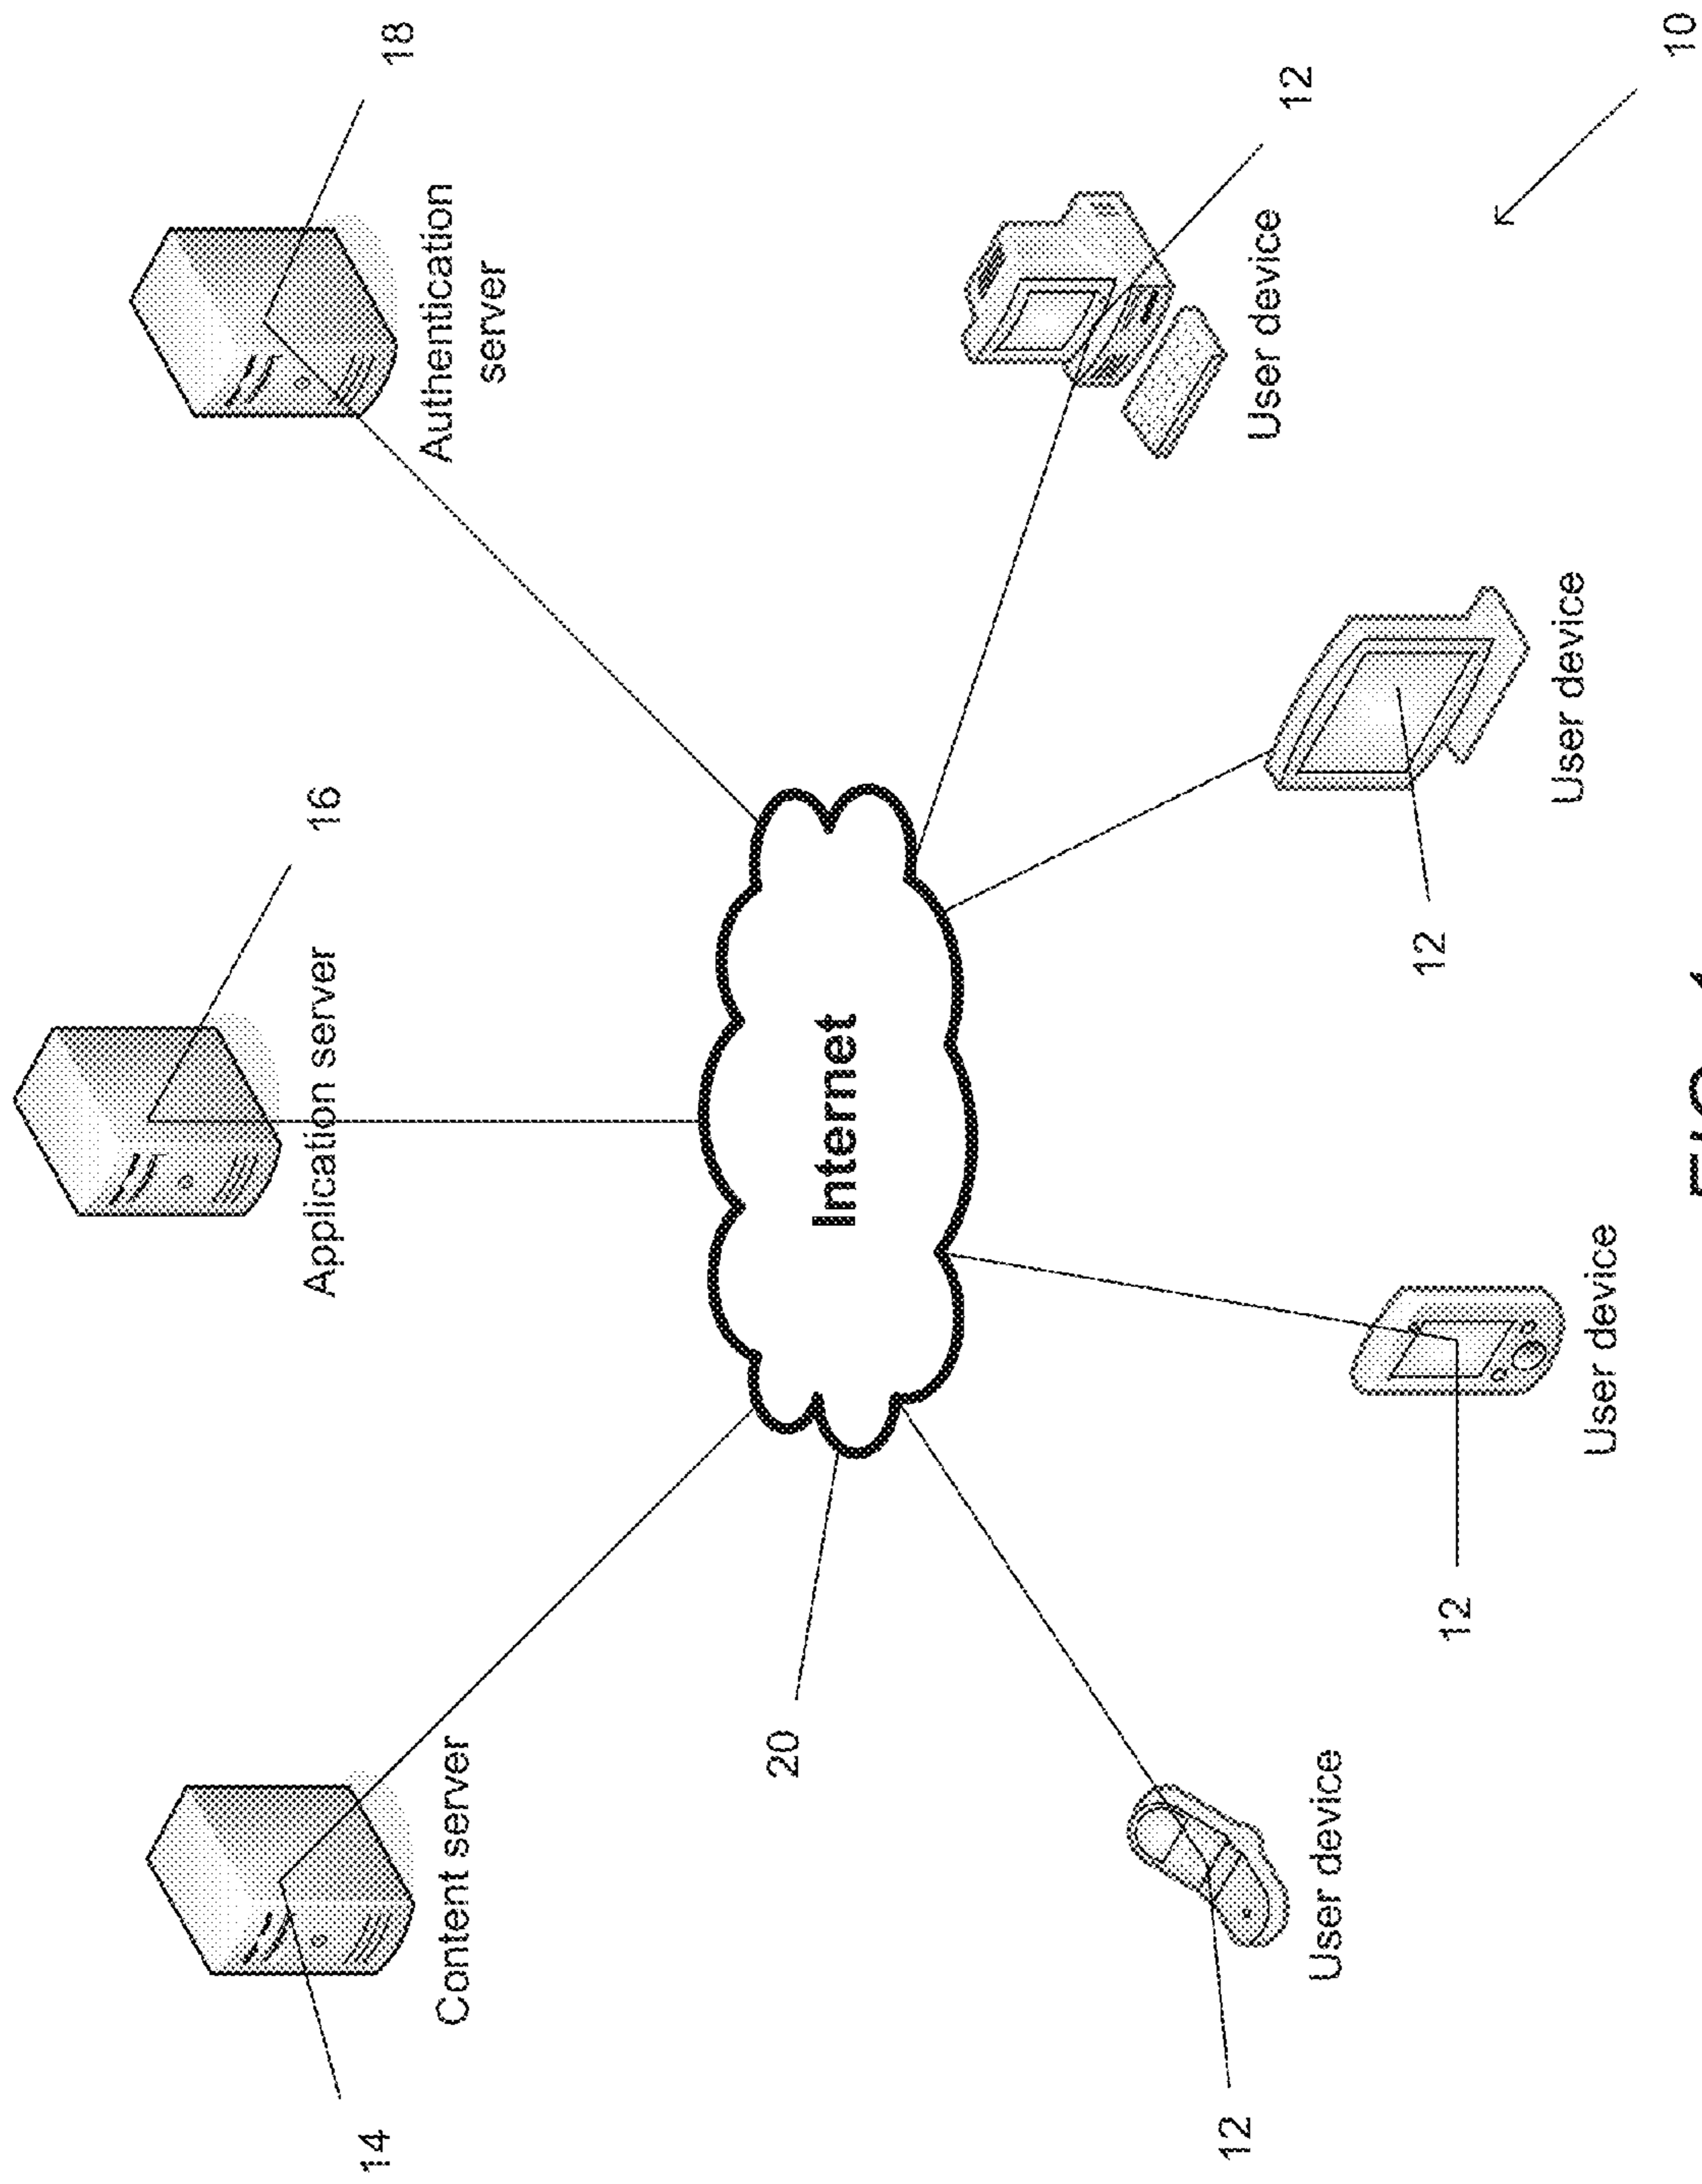 Application server
16
14
18
Content server
Authentication
server
20
Internet
12
User device
12
User device
12
12
User device
User device
10